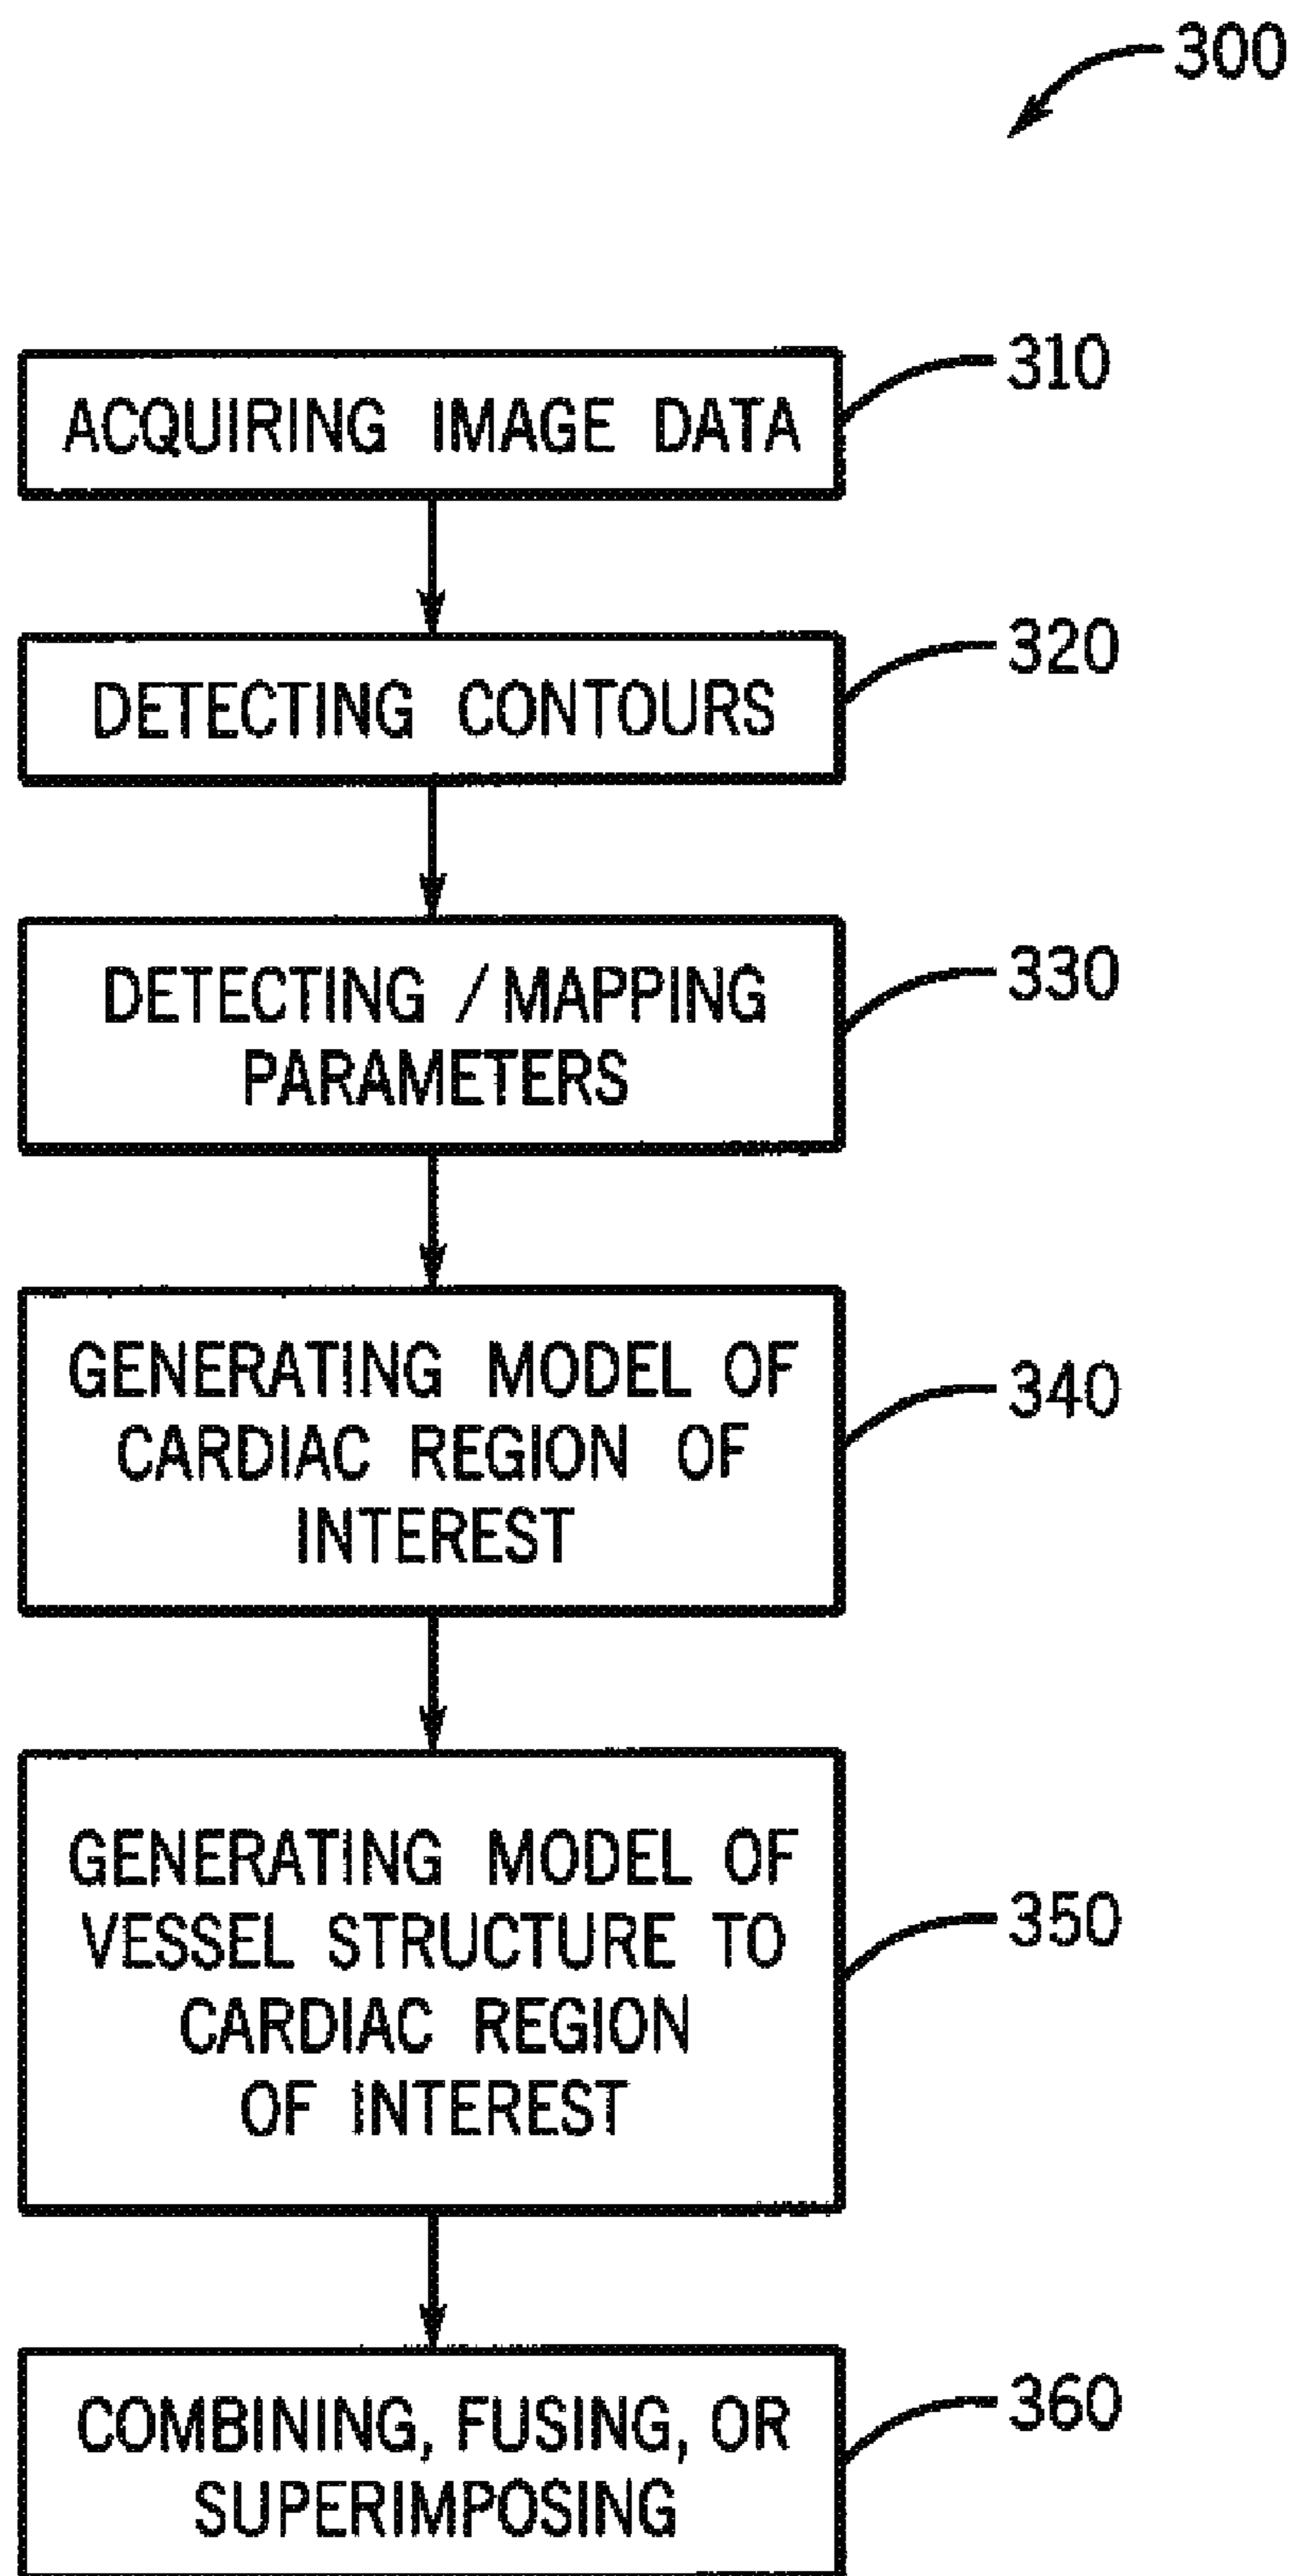 300
ACQUIRING IMAGE DATA
310
DETECTING CONTOURS
320
DETECTING / MAPPING
PARAMETERS
330
GENERATING MODEL OF
CARDIAC REGION OF
INTEREST
340
GENERATING MODEL OF
VESSEL STRUCTURE TO
CARDIAC REGION
OF INTEREST
350
COMBINING, FUSING, OR
SUPERIMPOSING
360